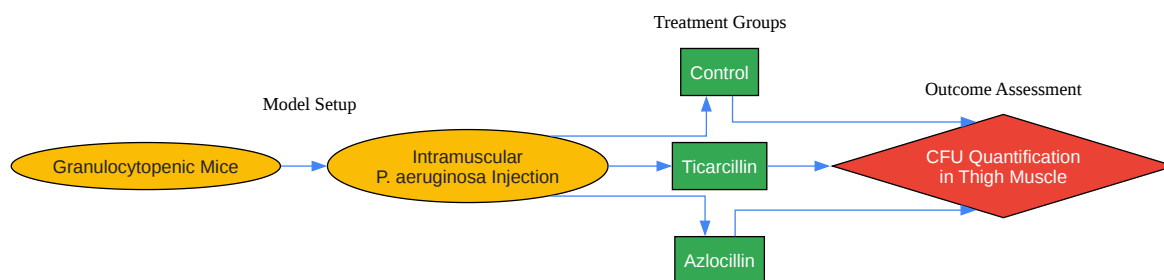 Treatment Groups
Control
Outcome Assessment
Model Setup
Granulocytopenic Mice
Intramuscular
P. aeruginosa Injection
Ticarcillin
CFU Quantification
in Thigh Muscle
Azlocillin